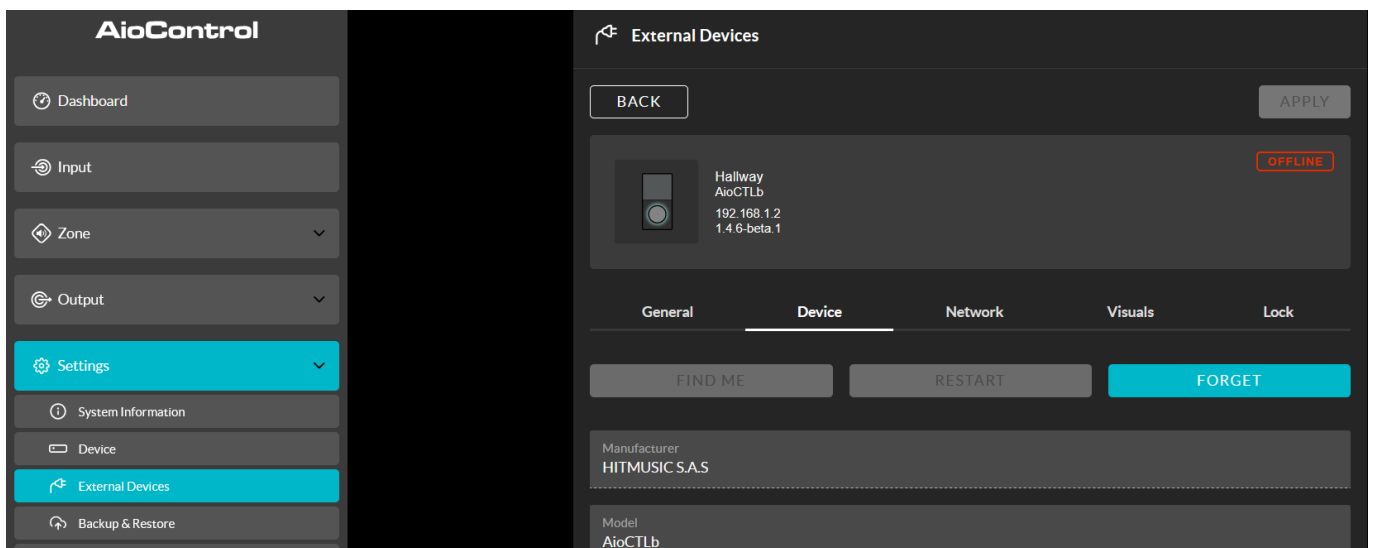 AioControl
Dashboard
Input
Zone
Output
Settings
System Information
Device
External Devices
Backup & Restore
External Devices
BACK
APPLY
Hallway
AioCTLb
192.168.1.2
1.4.6-beta.1
OFFLINE
General Device Network Visuals Lock
FIND ME RESTART FORGET
Manufacturer
HITMUSIC S.A.S
Model
AioCTLb